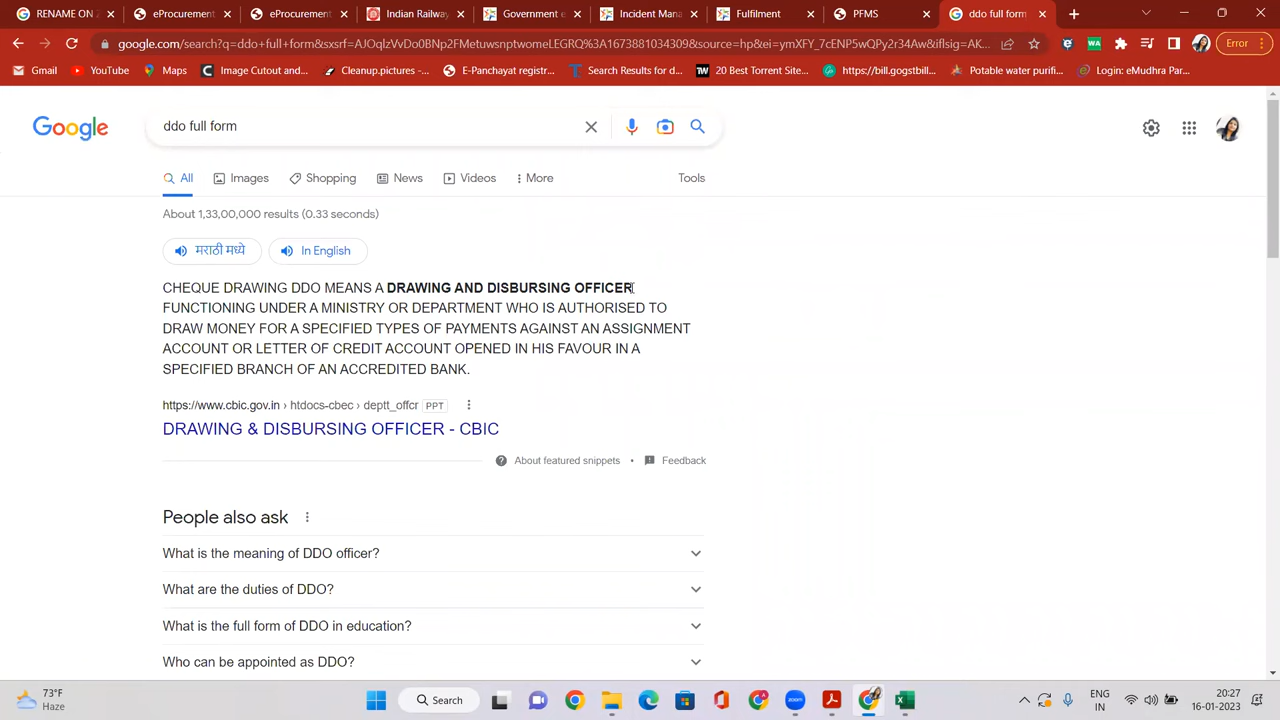 RENAME ON
eProcurement
eProcurement
Indian Railway
Government e
Incident Mana
Fulfilment
PFMS
ddo full form
google.com/search?q=ddo+full+form&sxsrf=AJOqlzVvDo0BNp2FMetuwsnptwomeLEGRQ%3A1673881034309&source=hp&ei=ymXFY_7cENP5wQPy2r34Aw&iflsig=AK...
Error
Gmail
YouTube
Maps
Image Cutout and...
Cleanup.pictures -...
E-Panchayat registr...
Search Results for d...
20 Best Torrent Site...
https://bill.gogstbill...
Potable water purifi...
Login: eMudhra Par...
Google
ddo full form
All
Images
Shopping
News
Videos
More
Tools
About 1,33,00,000 results (0.33 seconds)
मराठी मध्ये
In English
CHEQUE DRAWING DDO MEANS A DRAWING AND DISBURSING OFFICER
FUNCTIONING UNDER A MINISTRY OR DEPARTMENT WHO IS AUTHORISED TO
DRAW MONEY FOR A SPECIFIED TYPES OF PAYMENTS AGAINST AN ASSIGNMENT
ACCOUNT OR LETTER OF CREDIT ACCOUNT OPENED IN HIS FAVOUR IN A
SPECIFIED BRANCH OF AN ACCREDITED BANK.
https://www.cbic.gov.in › htdocs-cbec › deptt_offcr PPT
DRAWING & DISBURSING OFFICER - CBIC
About featured snippets • Feedback
People also ask
What is the meaning of DDO officer?
What are the duties of DDO?
What is the full form of DDO in education?
Who can be appointed as DDO?
73°F
Haze
Search
ENG
IN
20:27
16-01-2023